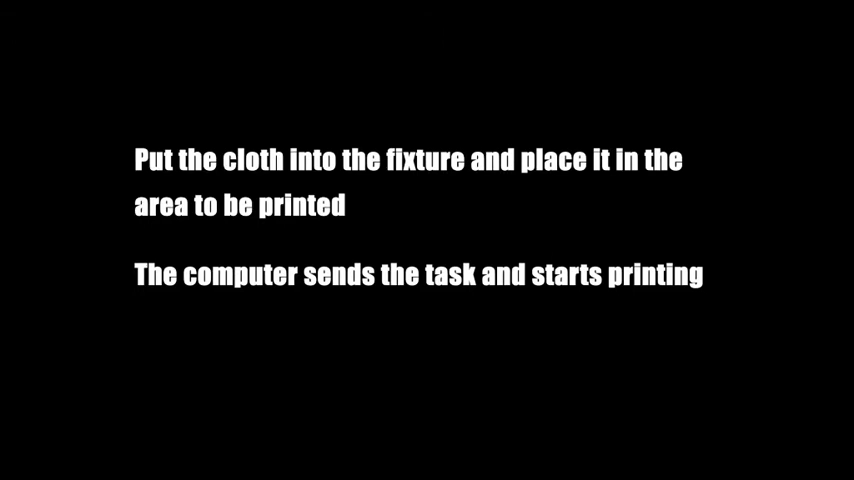 Put the cloth into the fixture and place it in the
area to be printed
The computer sends the task and starts printing